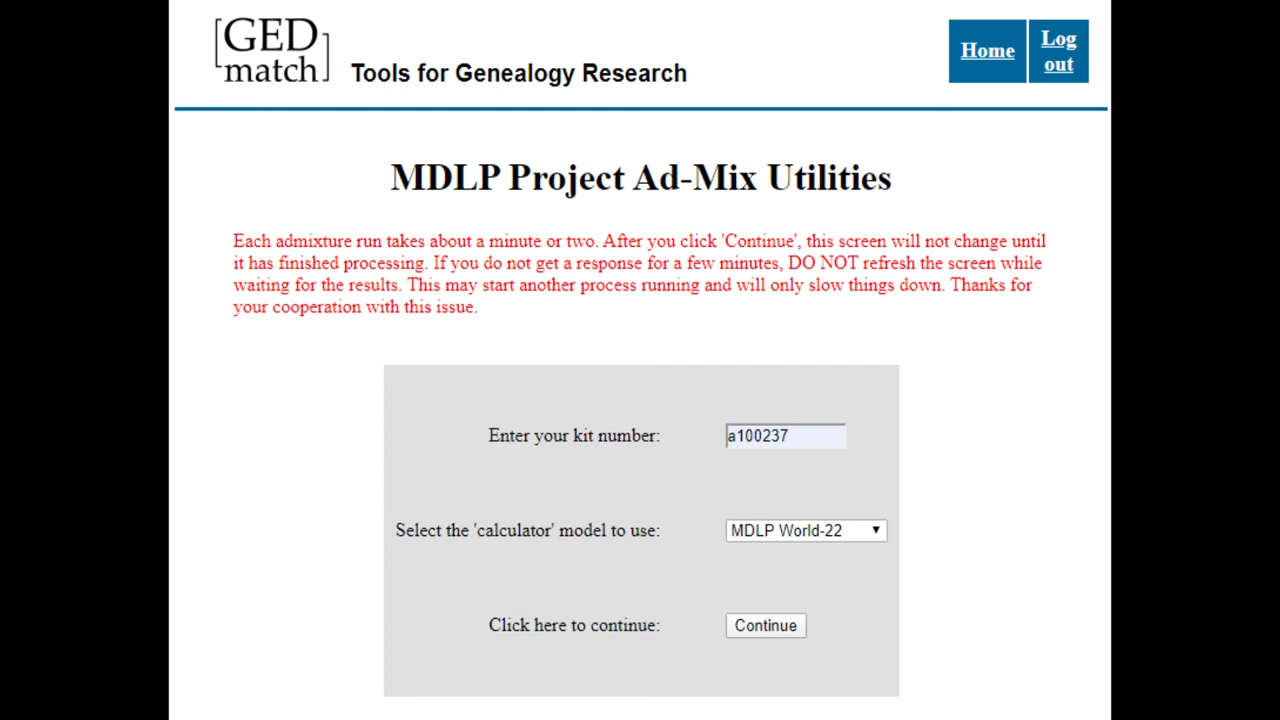 GED
match
Tools for Genealogy Research
Home
Log
out
MDLP Project Ad-Mix Utilities
Each admixture run takes about a minute or two. After you click 'Continue', this screen will not change until
it has finished processing. If you do not get a response for a few minutes, DO NOT refresh the screen while
waiting for the results. This may start another process running and will only slow things down. Thanks for
your cooperation with this issue.
Enter your kit number: a100237
Select the 'calculator' model to use: MDLP World-22
Click here to continue: Continue